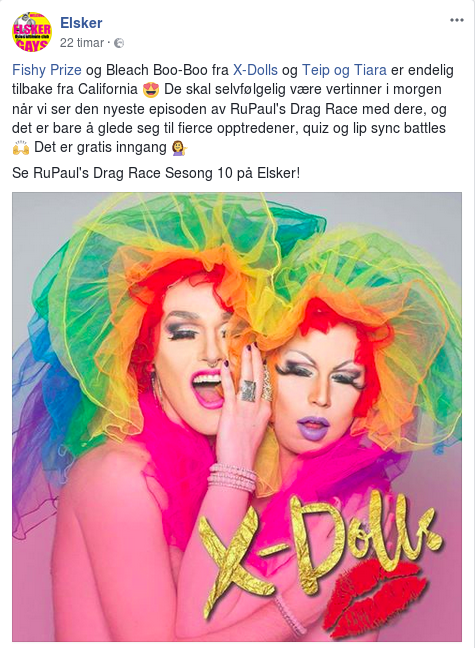 Elsker
22 timar
Fishy Prize og Bleach Boo-Boo fra X-Dolls og Teip og Tiara er endelig
tilbake fra California 😍 De skal selvfølgelig være vertinner i morgen
når vi ser den nyeste episoden av RuPaul's Drag Race med dere, og
det er bare å glede seg til fierce opptredener, quiz og lip sync battles
🙌 Det er gratis inngang 💁
Se RuPaul's Drag Race Sesong 10 på Elsker!
X-Dolls
ELSKER
GAYS